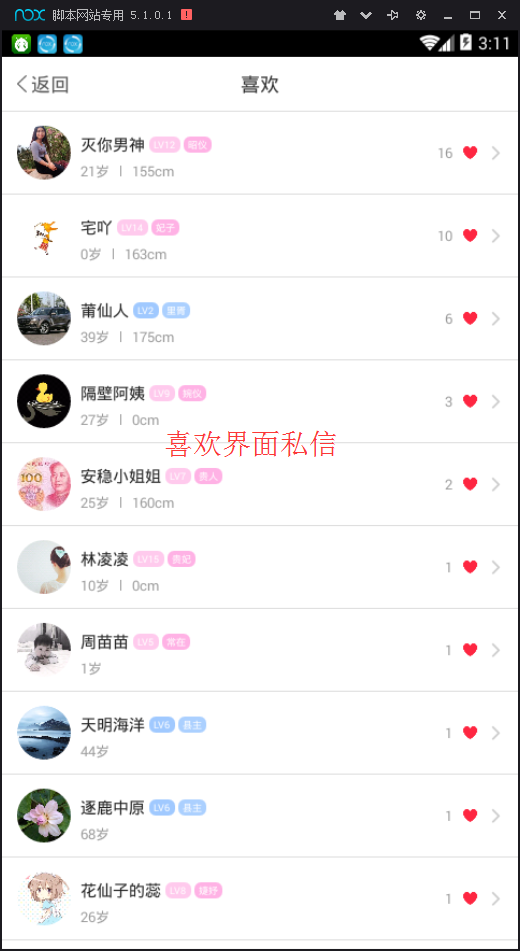 nox 脚本网站专用 5.1.0.1
3:11
返回
喜欢
灭你男神 LV12
16
21岁 | 155cm
宅吖 LV14 妃子
10
0岁 | 163cm
莆仙人 LV2 里胥
6
39岁 | 175cm
隔壁阿姨 LV9 婉仪
3
27岁 | 0cm
喜欢界面私信
安稳小姐姐 LV7 贵人
2
25岁 | 160cm
林凌凌 LV15 贵妃
1
10岁 | 0cm
周苗苗 LV5 常在
1
1岁
天明海洋 LV6 县主
1
44岁
逐鹿中原 LV6 县主
1
68岁
花仙子的蕊 LV8 婕妤
1
26岁